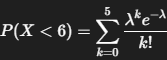 P(X < 6) = \sum_{k=0}^{5} \frac{\lambda^k e^{-\lambda}}{k!}